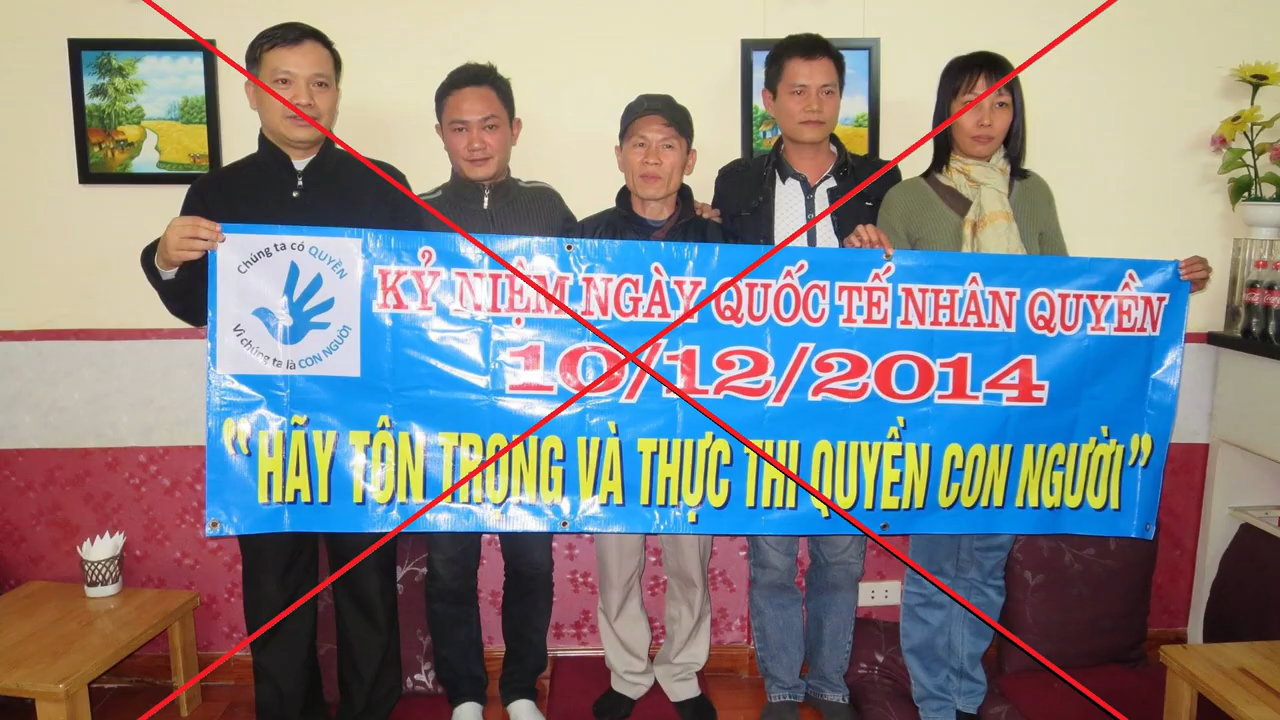 Chúng ta có QUYỀN
Vì chúng ta là CON NGƯỜI
KỶ NIỆM NGÀY QUỐC TẾ NHÂN QUYỀN
10/12/2014
“HÃY TÔN TRỌNG VÀ THỰC THI QUYỀN CON NGƯỜI”